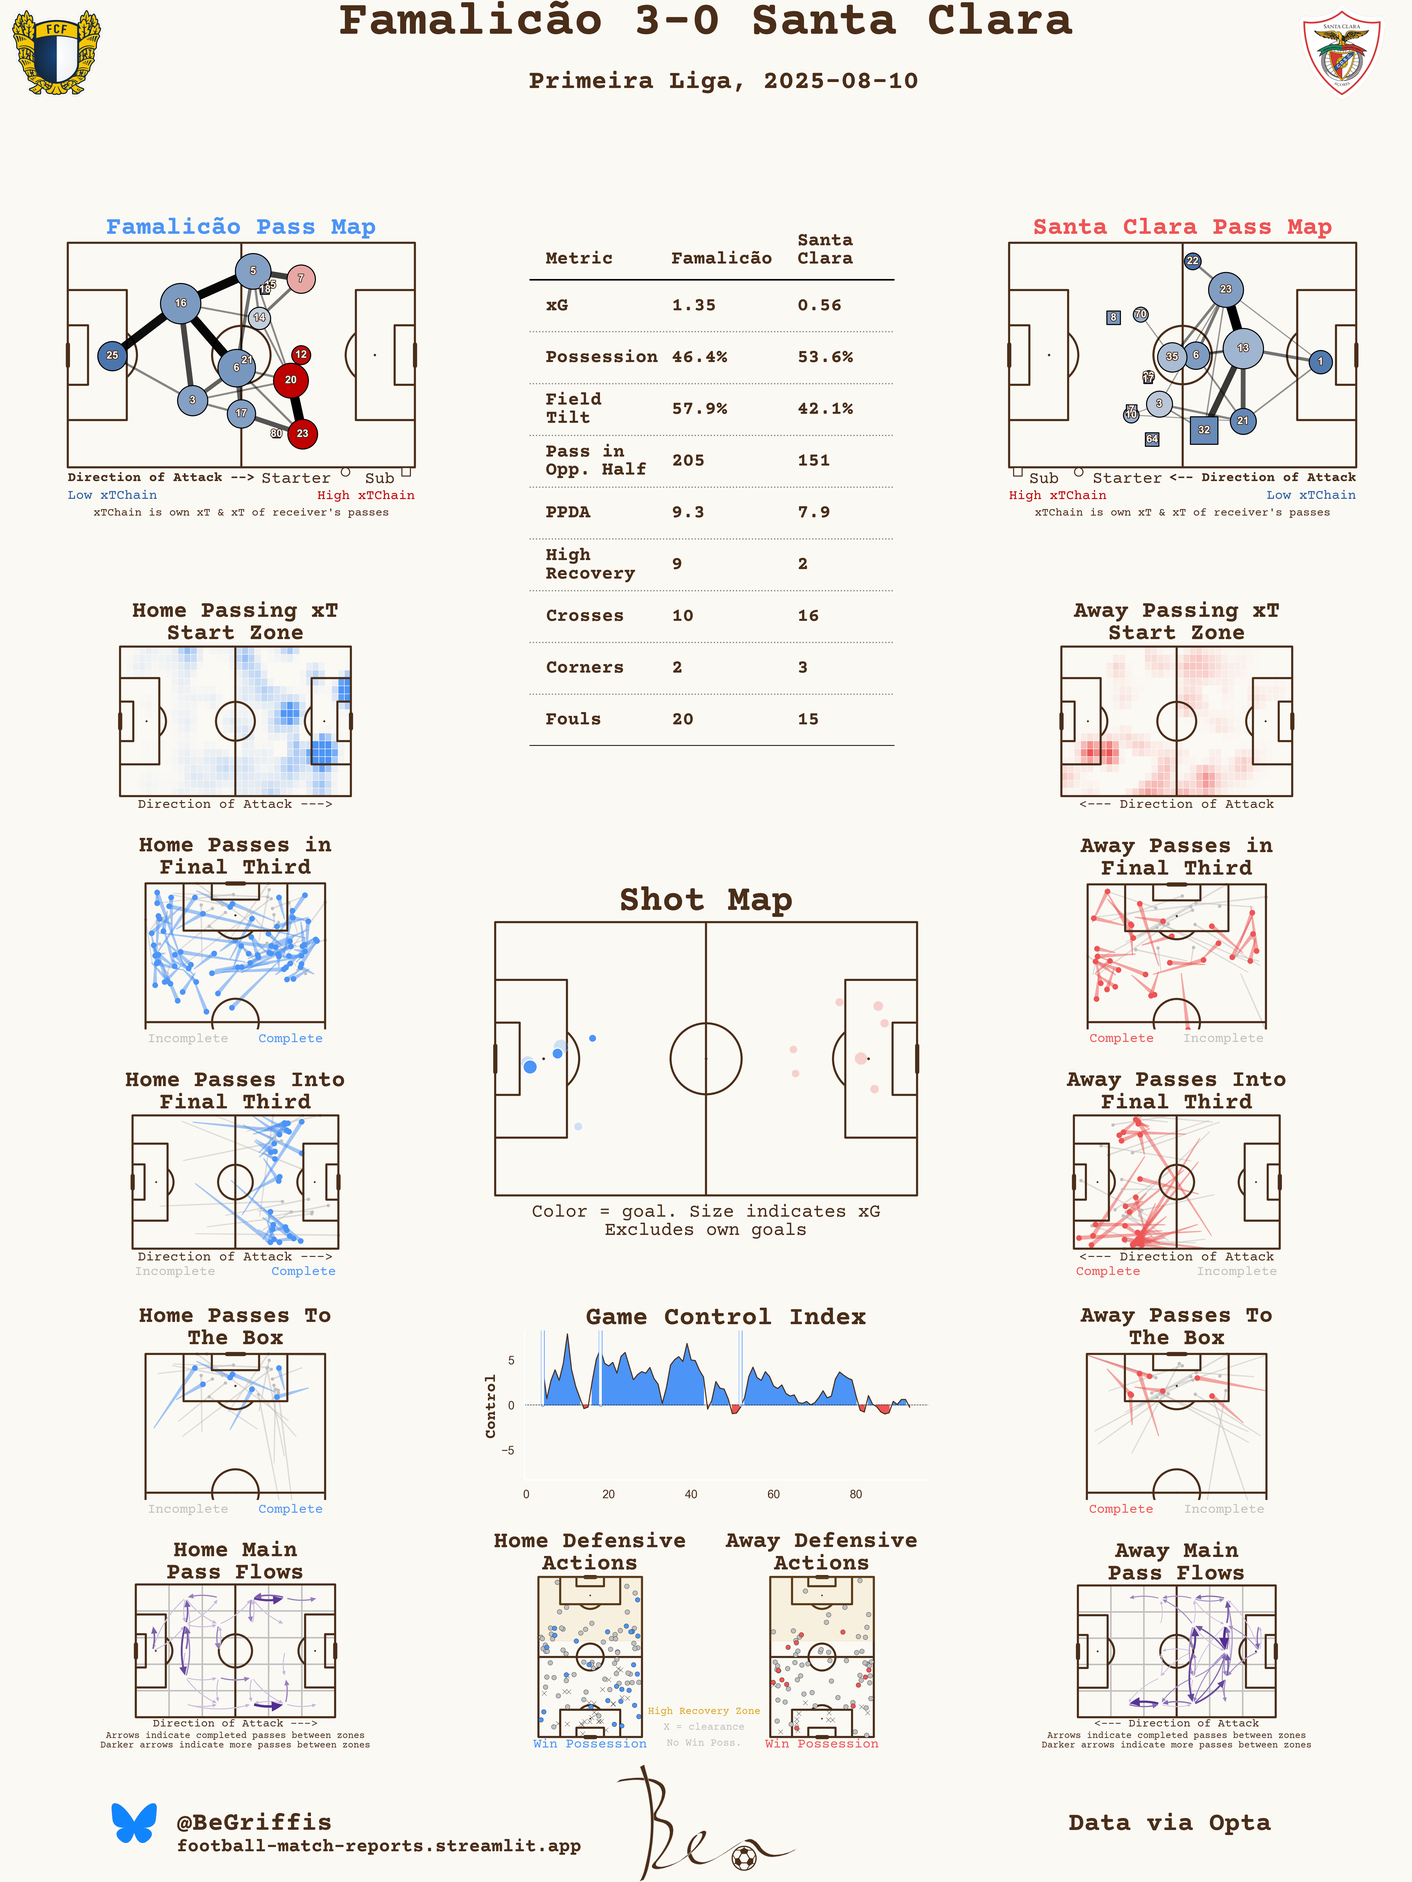 Famalicão 3-0 Santa Clara
Primeira Liga, 2025-08-10
FCF
SANTA CLARA
AÇORES
Famalicão Pass Map
5
7
16
14
25
12
21
6
20
3
17
23
80
Direction of Attack --> Starter Sub
Low xTChain High xTChain
xTChain is own xT & xT of receiver's passes
Metric Famalicão Santa Clara
xG 1.35 0.56
Possession 46.4% 53.6%
Field Tilt 57.9% 42.1%
Pass in Opp. Half 205 151
PPDA 9.3 7.9
High Recovery 9 2
Crosses 10 16
Corners 2 3
Fouls 20 15
Santa Clara Pass Map
22
23
8
70
13
35
6
1
3
10
32
21
64
Sub Starter <-- Direction of Attack
High xTChain Low xTChain
xTChain is own xT & xT of receiver's passes
Home Passing xT
Start Zone
Direction of Attack --->
Away Passing xT
Start Zone
<--- Direction of Attack
Home Passes in
Final Third
Incomplete Complete
Away Passes in
Final Third
Complete Incomplete
Shot Map
Color = goal. Size indicates xG
Excludes own goals
Home Passes Into
Final Third
Direction of Attack --->
Incomplete Complete
Away Passes Into
Final Third
<--- Direction of Attack
Complete Incomplete
Game Control Index
Control
5
0
−5
0 20 40 60 80
Home Passes To
The Box
Incomplete Complete
Away Passes To
The Box
Complete Incomplete
Home Main
Pass Flows
Direction of Attack --->
Arrows indicate completed passes between zones
Darker arrows indicate more passes between zones
Home Defensive
Actions
Win Possession
Away Defensive
Actions
Win Possession
High Recovery Zone
X = clearance
No Win Poss.
Away Main
Pass Flows
<--- Direction of Attack
Arrows indicate completed passes between zones
Darker arrows indicate more passes between zones
@BeGriffis
football-match-reports.streamlit.app
Ben
Data via Opta